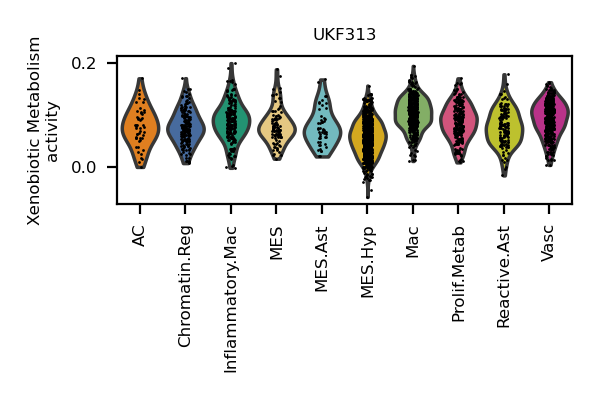 UKF313
Xenobiotic Metabolism
activity
0.2
0.0
AC
Chromatin.Reg
Inflammatory.Mac
MES
MES.Ast
MES.Hyp
Mac
Prolif.Metab
Reactive.Ast
Vasc